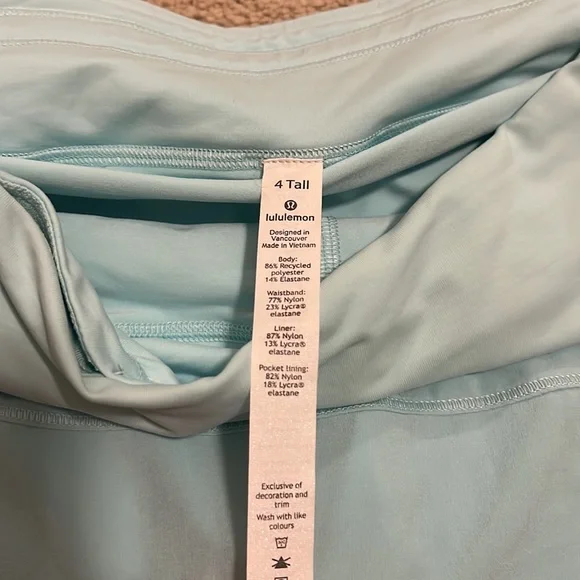 4 Tall
lululemon
Designed in
Vancouver
Made in Vietnam
Body:
86% Recycled
polyester
14% Elastane
Waistband:
77% Nylon
23% Lycra®
elastane
Liner:
87% Nylon
13% Lycra®
elastane
Pocket lining:
82% Nylon
18% Lycra®
elastane
Exclusive of
decoration and
trim
Wash with like
colours